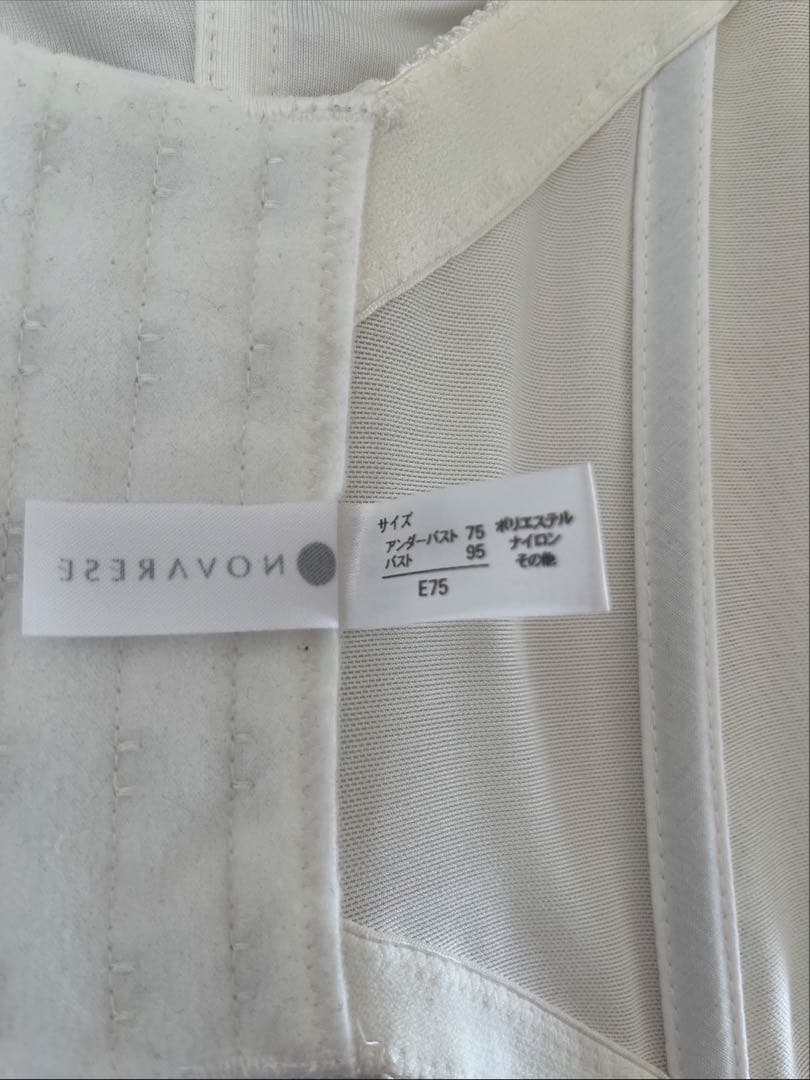 NOVARESE
サイズ
アンダーバスト 75
バスト 95
E75
ポリエステル
ナイロン
その他